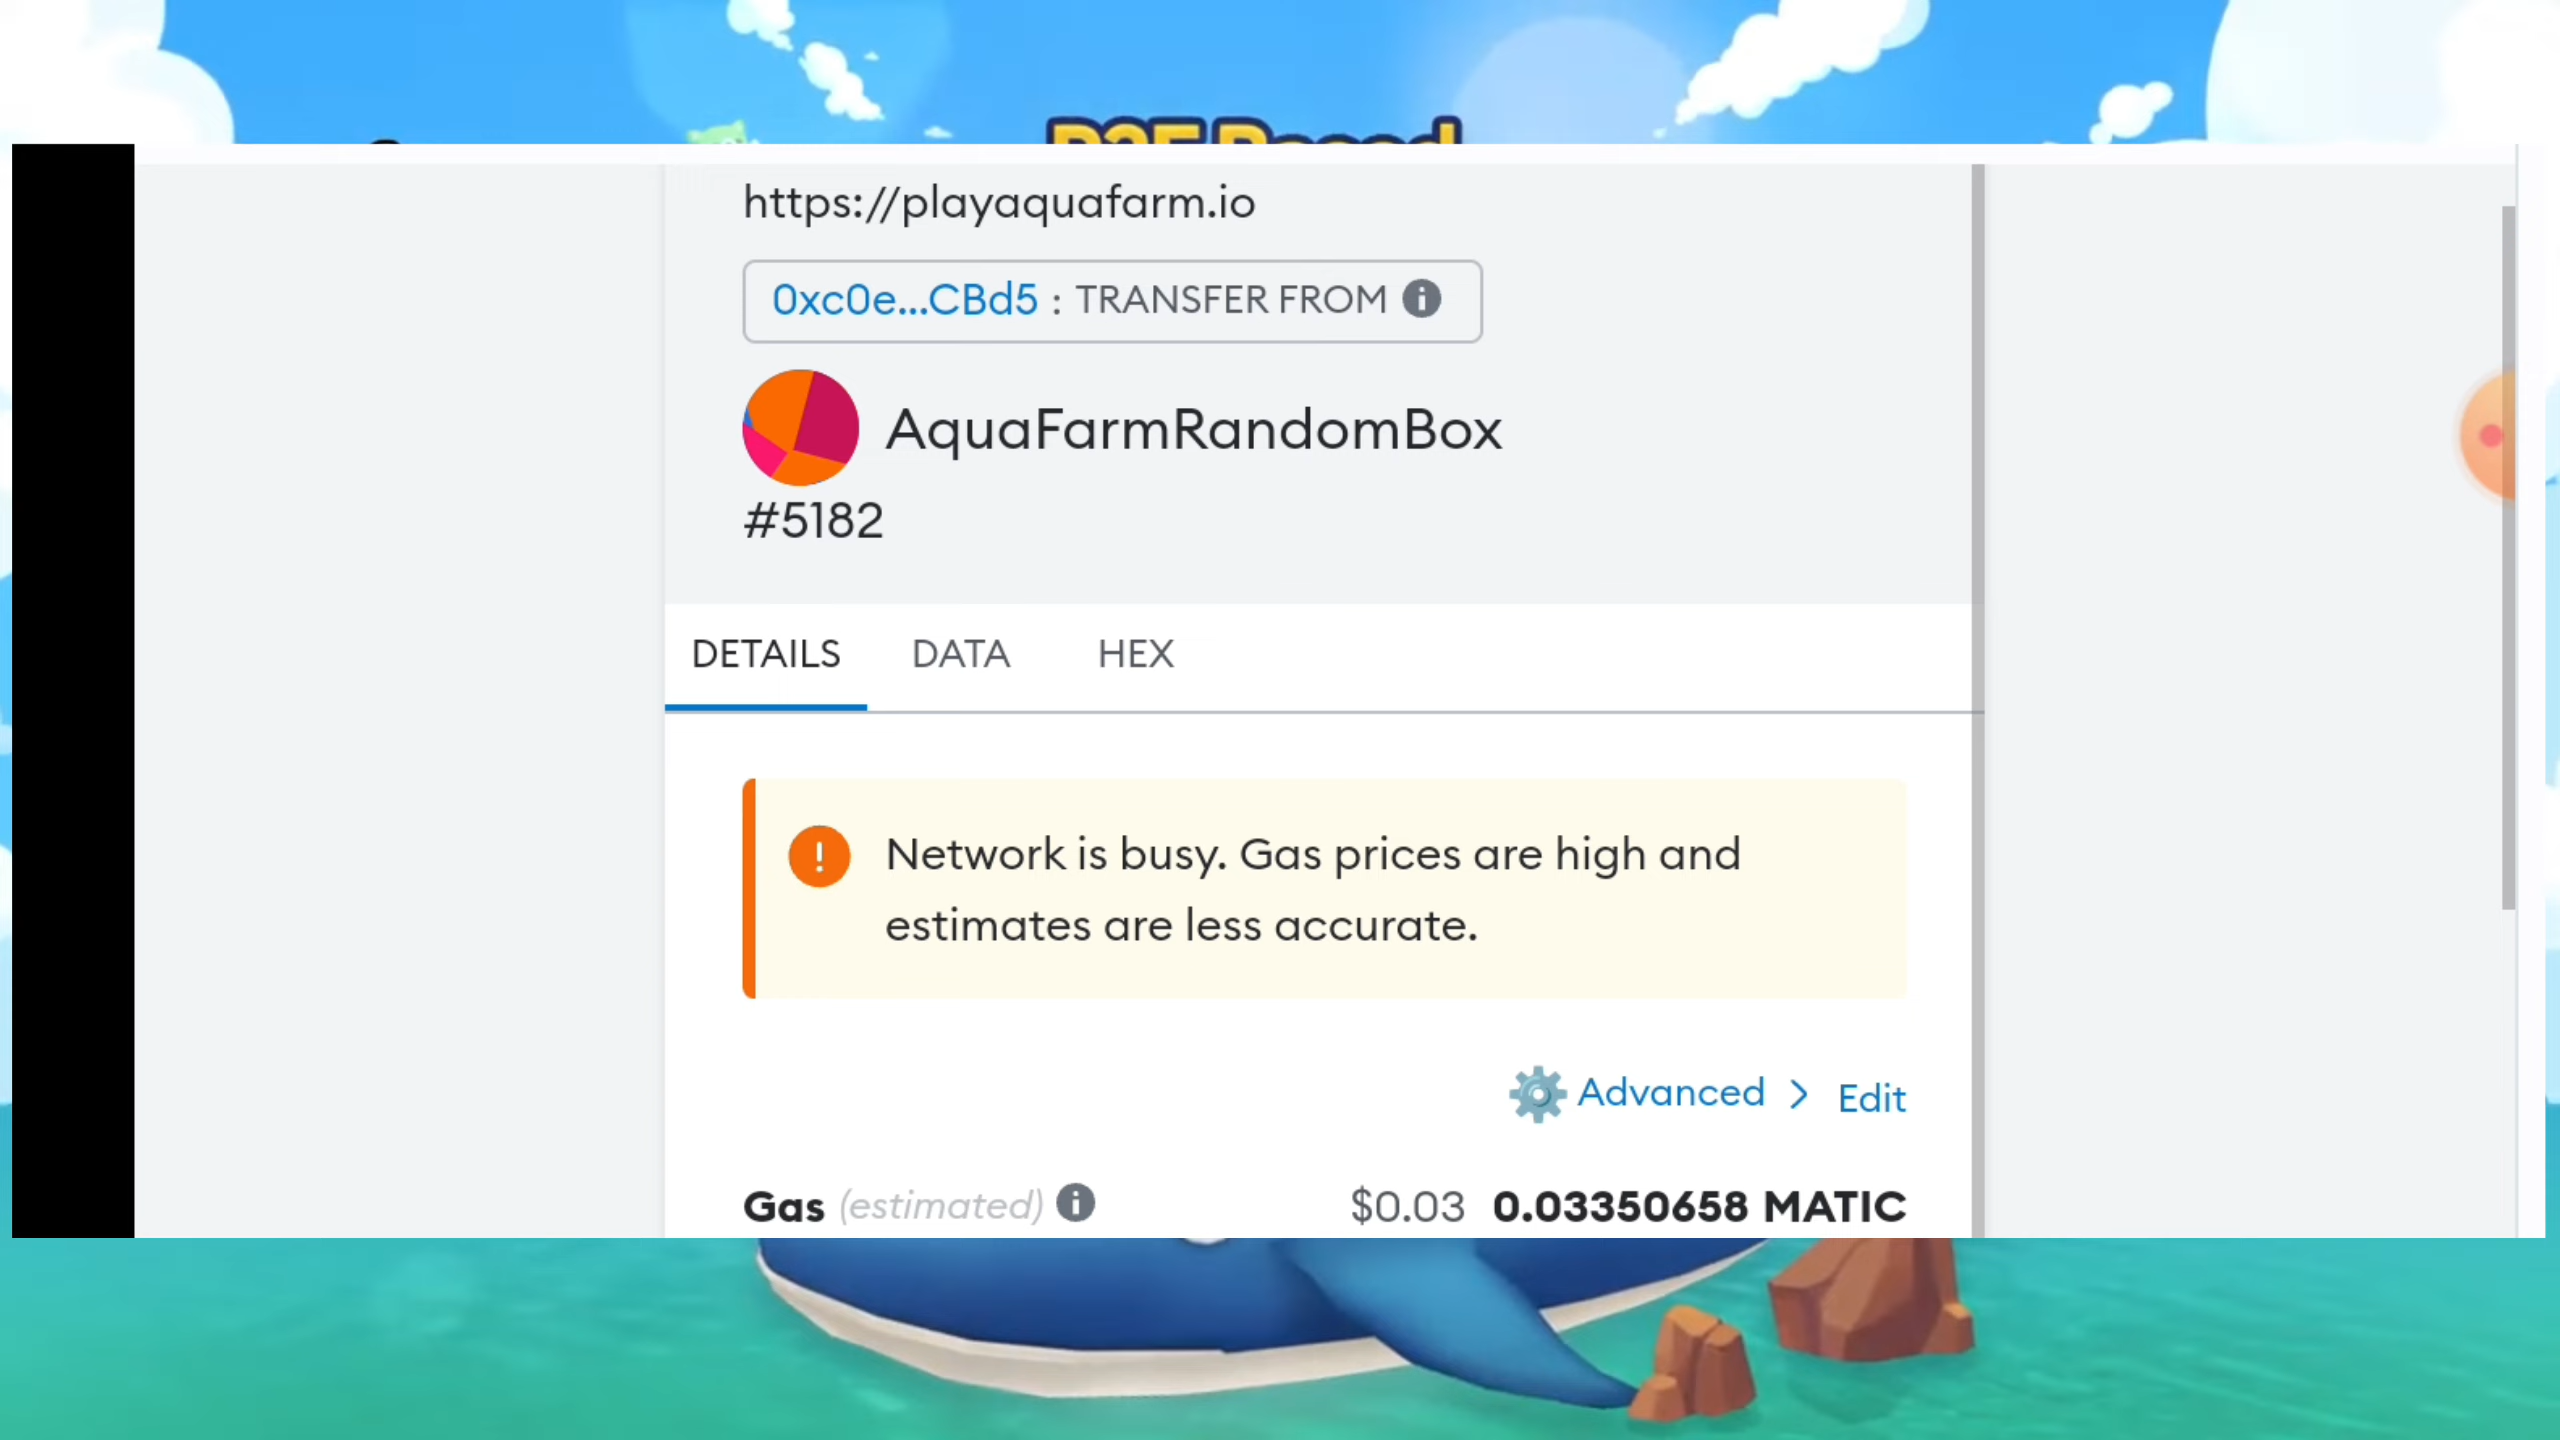 https://playaquafarm.io
0xc0e...CBd5 : TRANSFER FROM
AquaFarmRandomBox
#5182
DETAILS DATA HEX
Network is busy. Gas prices are high and
estimates are less accurate.
Advanced > Edit
Gas (estimated) $0.03 0.03350658 MATIC